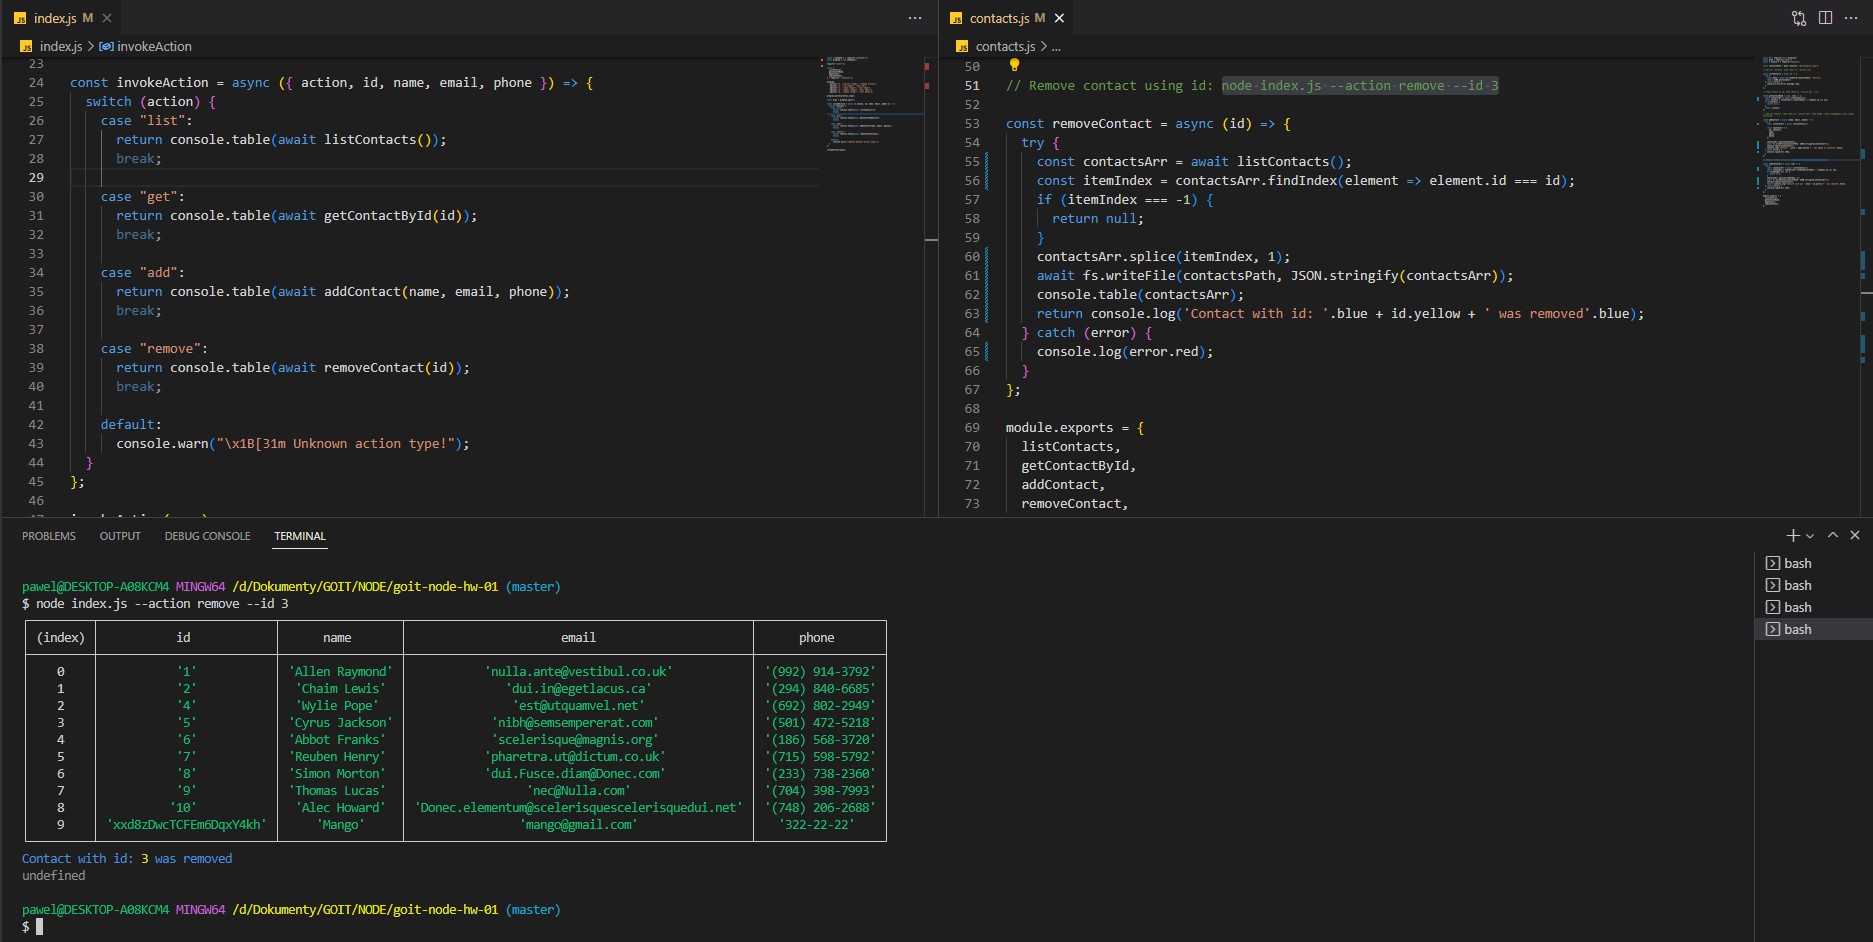 index.js M
index.js > invokeAction
23
24 const invokeAction = async ({ action, id, name, email, phone }) => {
25 switch (action) {
26 case "list":
27 return console.table(await listContacts());
28 break;
29
30 case "get":
31 return console.table(await getContactById(id));
32 break;
33
34 case "add":
35 return console.table(await addContact(name, email, phone));
36 break;
37
38 case "remove":
39 return console.table(await removeContact(id));
40 break;
41
42 default:
43 console.warn("\x1B[31m Unknown action type!");
44 }
45 };
46
contacts.js M
contacts.js > ...
50
51 // Remove contact using id: node index.js --action remove --id 3
52
53 const removeContact = async (id) => {
54 try {
55 const contactsArr = await listContacts();
56 const itemIndex = contactsArr.findIndex(element => element.id === id);
57 if (itemIndex === -1) {
58 return null;
59 }
60 contactsArr.splice(itemIndex, 1);
61 await fs.writeFile(contactsPath, JSON.stringify(contactsArr));
62 console.table(contactsArr);
63 return console.log('Contact with id: '.blue + id.yellow + ' was removed'.blue);
64 } catch (error) {
65 console.log(error.red);
66 }
67 };
68
69 module.exports = {
70 listContacts,
71 getContactById,
72 addContact,
73 removeContact,
PROBLEMS OUTPUT DEBUG CONSOLE TERMINAL
pawel@DESKTOP-A08KCM4 MINGW64 /d/Dokumenty/GOIT/NODE/goit-node-hw-01 (master)
$ node index.js --action remove --id 3
(index) id name email phone
0 '1' 'Allen Raymond' 'nulla.ante@vestibul.co.uk' '(992) 914-3792'
1 '2' 'Chaim Lewis' 'dui.in@egetlacus.ca' '(294) 840-6685'
2 '4' 'Wylie Pope' 'est@utquamvel.net' '(692) 802-2949'
3 '5' 'Cyrus Jackson' 'nibh@semsempererat.com' '(501) 472-5218'
4 '6' 'Abbot Franks' 'scelerisque@magnis.org' '(186) 568-3720'
5 '7' 'Reuben Henry' 'pharetra.ut@dictum.co.uk' '(715) 598-5792'
6 '8' 'Simon Morton' 'dui.Fusce.diam@Donec.com' '(233) 738-2360'
7 '9' 'Thomas Lucas' 'nec@Nulla.com' '(704) 398-7993'
8 '10' 'Alec Howard' 'Donec.elementum@scelerisquescelerisquedui.net' '(748) 206-2688'
9 'xxd8zDwcTCFEm6DqxY4kh' 'Mango' 'mango@gmail.com' '322-22-22'
Contact with id: 3 was removed
undefined
pawel@DESKTOP-A08KCM4 MINGW64 /d/Dokumenty/GOIT/NODE/goit-node-hw-01 (master)
$
bash
bash
bash
bash